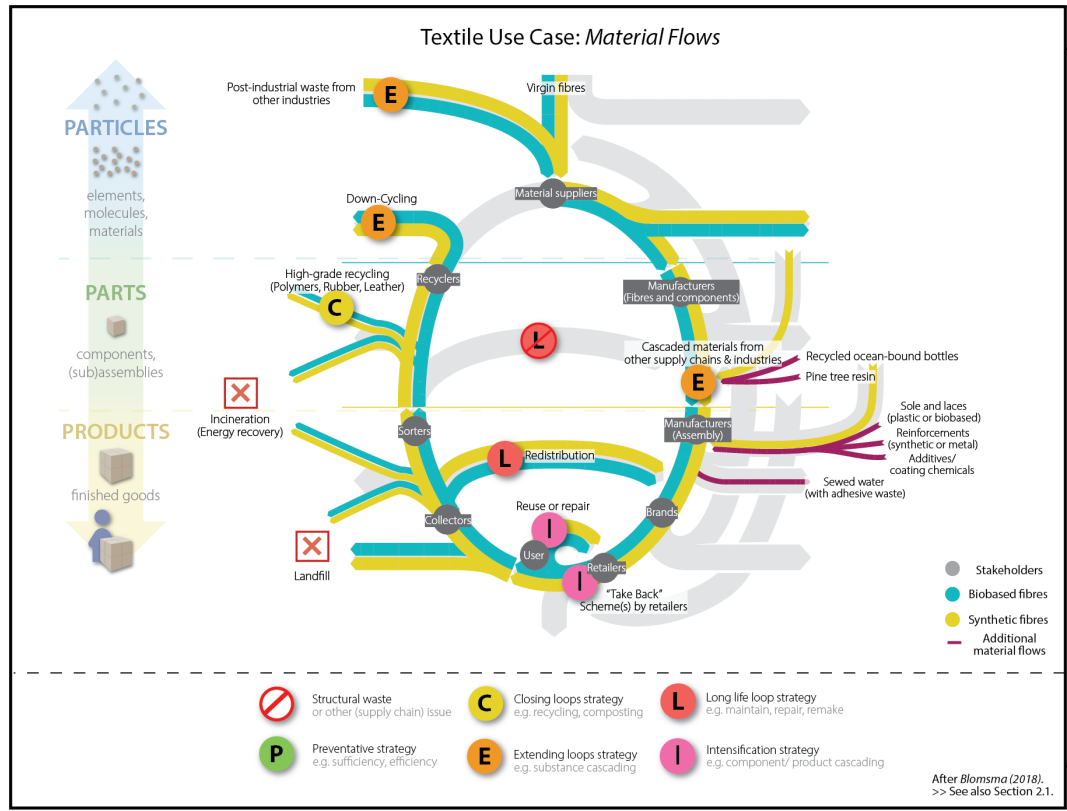 Textile Use Case: Material Flows
PARTICLES
elements,
molecules,
materials
PARTS
components,
(sub)assemblies
PRODUCTS
finished goods
Post-industrial waste from
other industries
E
Virgin fibres
Material suppliers
Down-Cycling
E
Recyclers
High-grade recycling
(Polymers, Rubber, Leather)
C
Manufacturers
(Fibres and components)
L
Cascaded materials from
other supply chains & industries
E
Recycled ocean-bound bottles
Pine tree resin
Incineration
(Energy recovery)
Sorters
Manufacturers
(Assembly)
Sole and laces
(plastic or biobased)
Reinforcements
(synthetic or metal)
Additives/
coating chemicals
Sewed water
(with adhesive waste)
L
Redistribution
Collectors
Reuse or repair
I
User
Brands
Retailers
I
"Take Back"
Scheme(s) by retailers
Landfill
Stakeholders
Biobased fibres
Synthetic fibres
Additional
material flows
Structural waste
or other (supply chain) issue
C
Closing loops strategy
e.g. recycling, composting
L
Long life loop strategy
e.g. maintain, repair, remake
P
Preventative strategy
e.g. sufficiency, efficiency
E
Extending loops strategy
e.g. substance cascading
I
Intensification strategy
e.g. component/ product cascading
After Blomsma (2018).
>> See also Section 2.1.